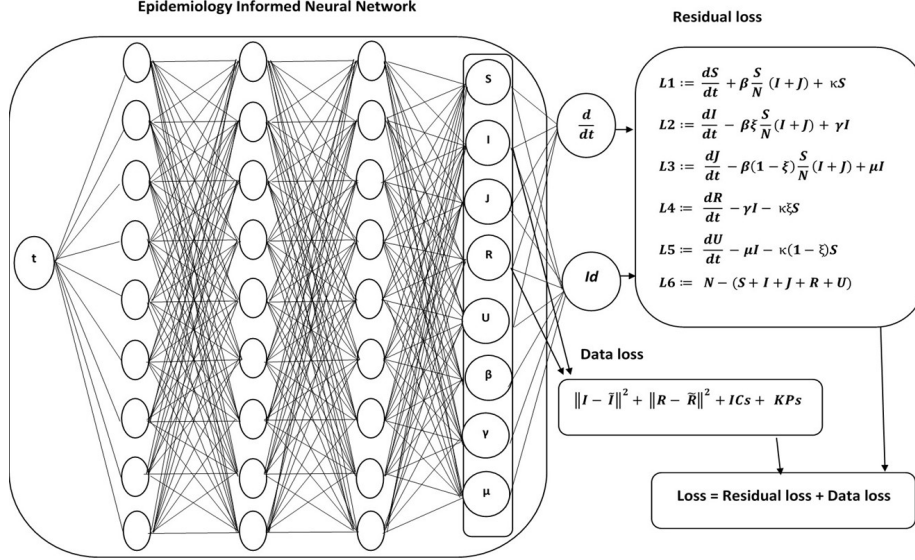 Epidemiology Informed Neural Network
Residual loss
t
S
I
J
R
U
β
γ
μ
d/dt
Id
L1 := dS/dt + β S/N (I + J) + κS
L2 := dI/dt − βξ S/N (I + J) + γI
L3 := dJ/dt − β(1 − ξ) S/N (I + J) + μI
L4 := dR/dt − γI − κξS
L5 := dU/dt − μI − κ(1 − ξ)S
L6 := N − (S + I + J + R + U)
Data loss
‖I − Ī‖² + ‖R − R̄‖² + ICs + KPs
Loss = Residual loss + Data loss